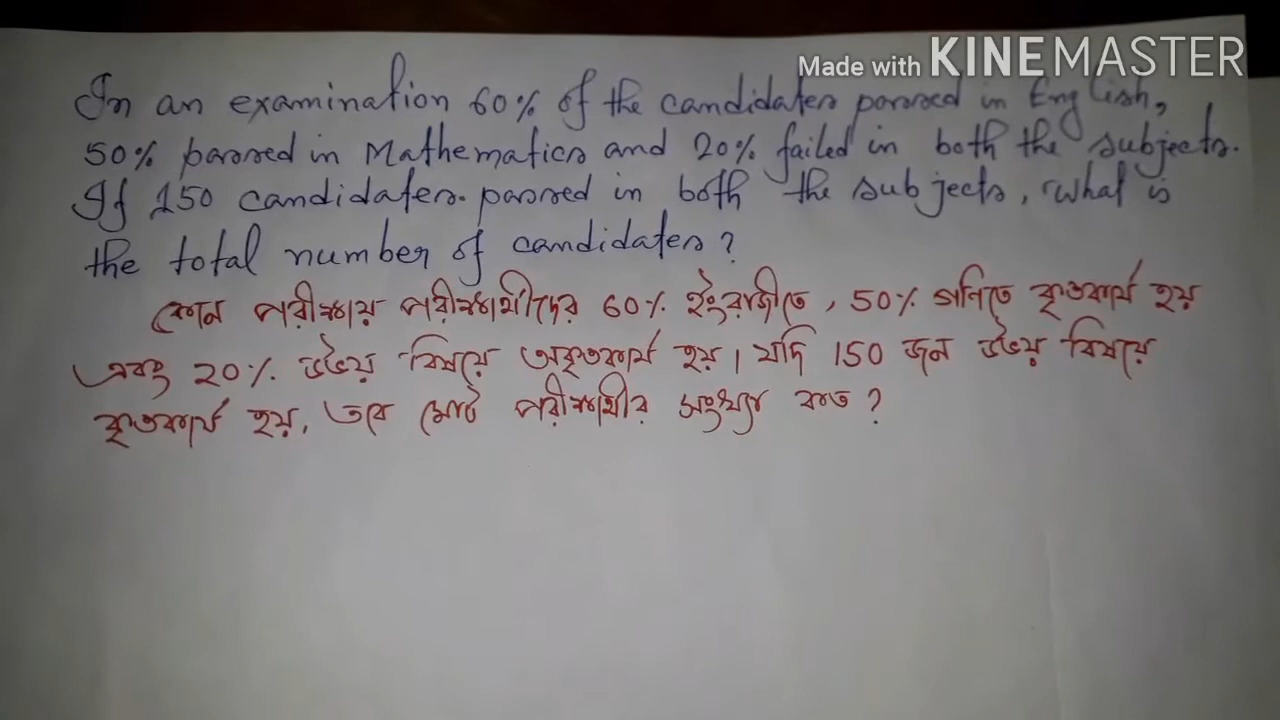 Made with KINEMASTER
In an examination 60% of the candidates passed in English,
50% passed in Mathematics and 20% failed in both the subjects.
If 150 candidates passed in both the subjects, what is
the total number of candidates?
কোন পরীক্ষায় পরীক্ষার্থীদের 60% ইংরাজীতে, 50% গণিতে কৃতকার্য হয়
এবং 20% উভয় বিষয়ে অকৃতকার্য হয়। যদি 150 জন উভয় বিষয়ে
কৃতকার্য হয়, তবে মোট পরীক্ষার্থীর সংখ্যা কত?